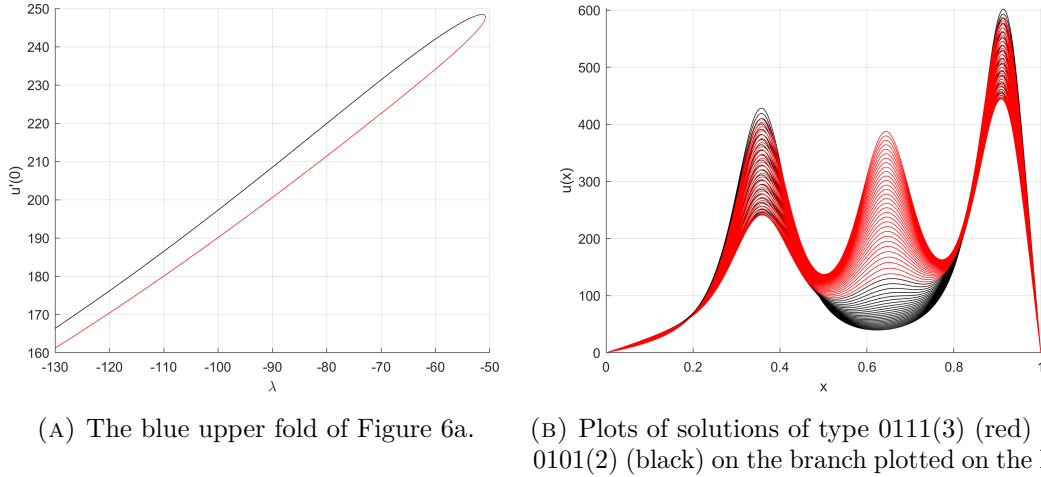 250
240
230
220
210
200
190
180
170
160
-130 -120 -110 -100 -90 -80 -70 -60 -50
λ
u'(0)
600
500
400
300
200
100
0
0 0.2 0.4 0.6 0.8 1
x
u(x)
(A) The blue upper fold of Figure 6a.
(B) Plots of solutions of type 0111(3) (red)
0101(2) (black) on the branch plotted on the